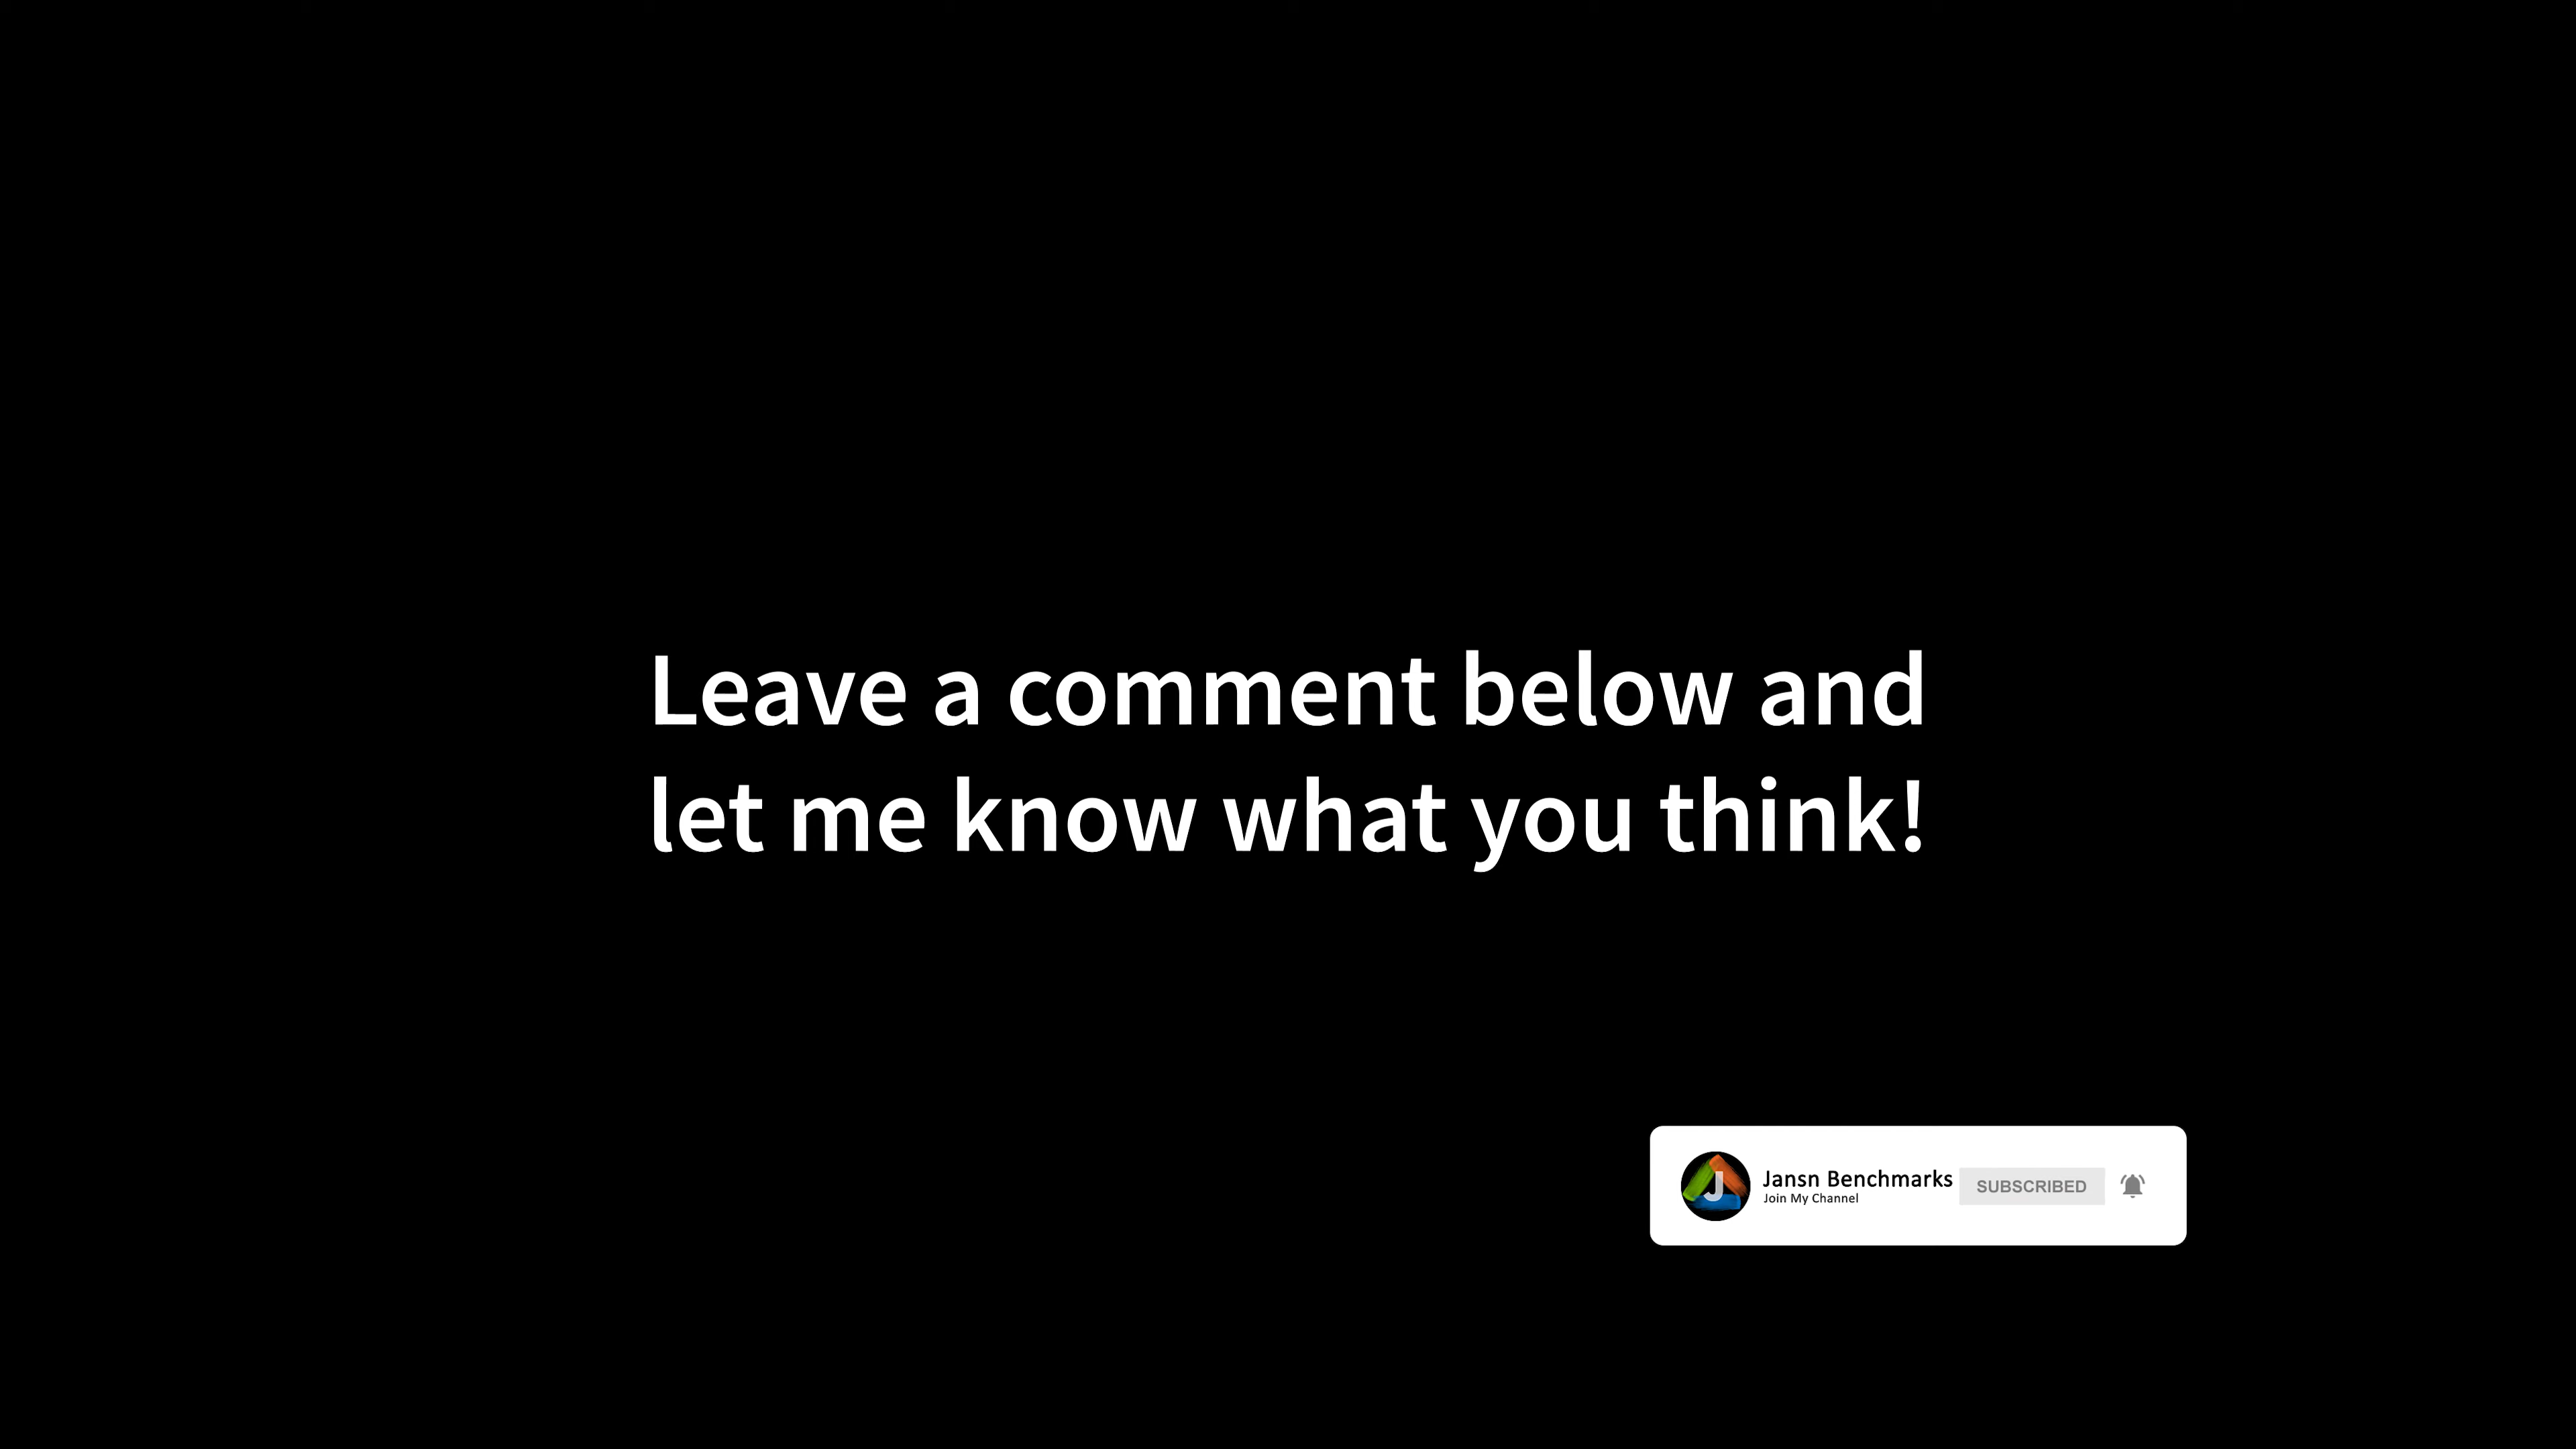 Leave a comment below and
let me know what you think!
J
Jansn Benchmarks
Join My Channel
SUBSCRIBED